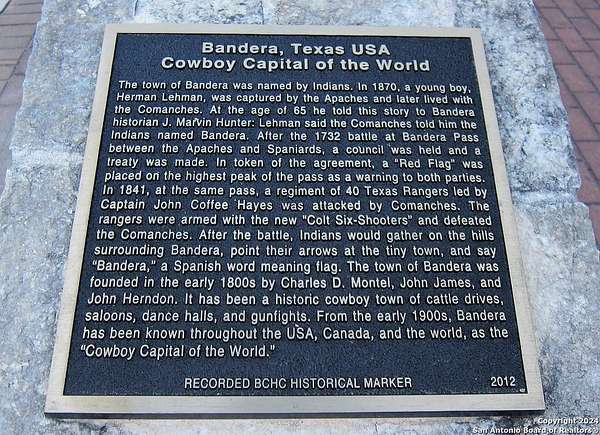 Bandera, Texas USA
Cowboy Capital of the World
The town of Bandera was named by Indians. In 1870, a young boy,
Herman Lehman, was captured by the Apaches and later lived with
the Comanches. At the age of 65 he told this story to Bandera
historian J. Marvin Hunter: Lehman said the Comanches told him the
Indians named Bandera. After the 1732 battle at Bandera Pass
between the Apaches and Spaniards, a council was held and a
treaty was made. In token of the agreement, a "Red Flag" was
placed on the highest peak of the pass as a warning to both parties.
In 1841, at the same pass, a regiment of 40 Texas Rangers led by
Captain John Coffee Hayes was attacked by Comanches. The
rangers were armed with the new "Colt Six-Shooters" and defeated
the Comanches. After the battle, Indians would gather on the hills
surrounding Bandera, point their arrows at the tiny town, and say
"Bandera," a Spanish word meaning flag. The town of Bandera was
founded in the early 1800s by Charles D. Montel, John James, and
John Herndon. It has been a historic cowboy town of cattle drives,
saloons, dance halls, and gunfights. From the early 1900s, Bandera
has been known throughout the USA, Canada, and the world, as the
"Cowboy Capital of the World."
RECORDED BCHC HISTORICAL MARKER 2012
© Copyright 2024
San Antonio Board of Realtors®